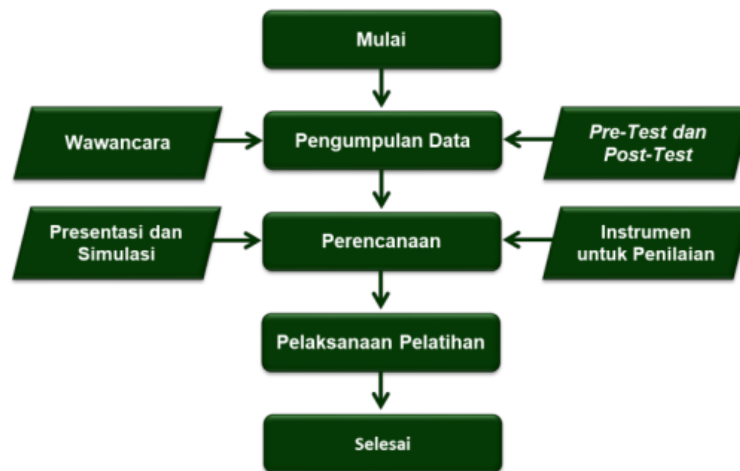 Mulai
Wawancara
Pengumpulan Data
Pre-Test dan
Post-Test
Presentasi dan
Simulasi
Perencanaan
Instrumen
untuk Penilaian
Pelaksanaan Pelatihan
Selesai